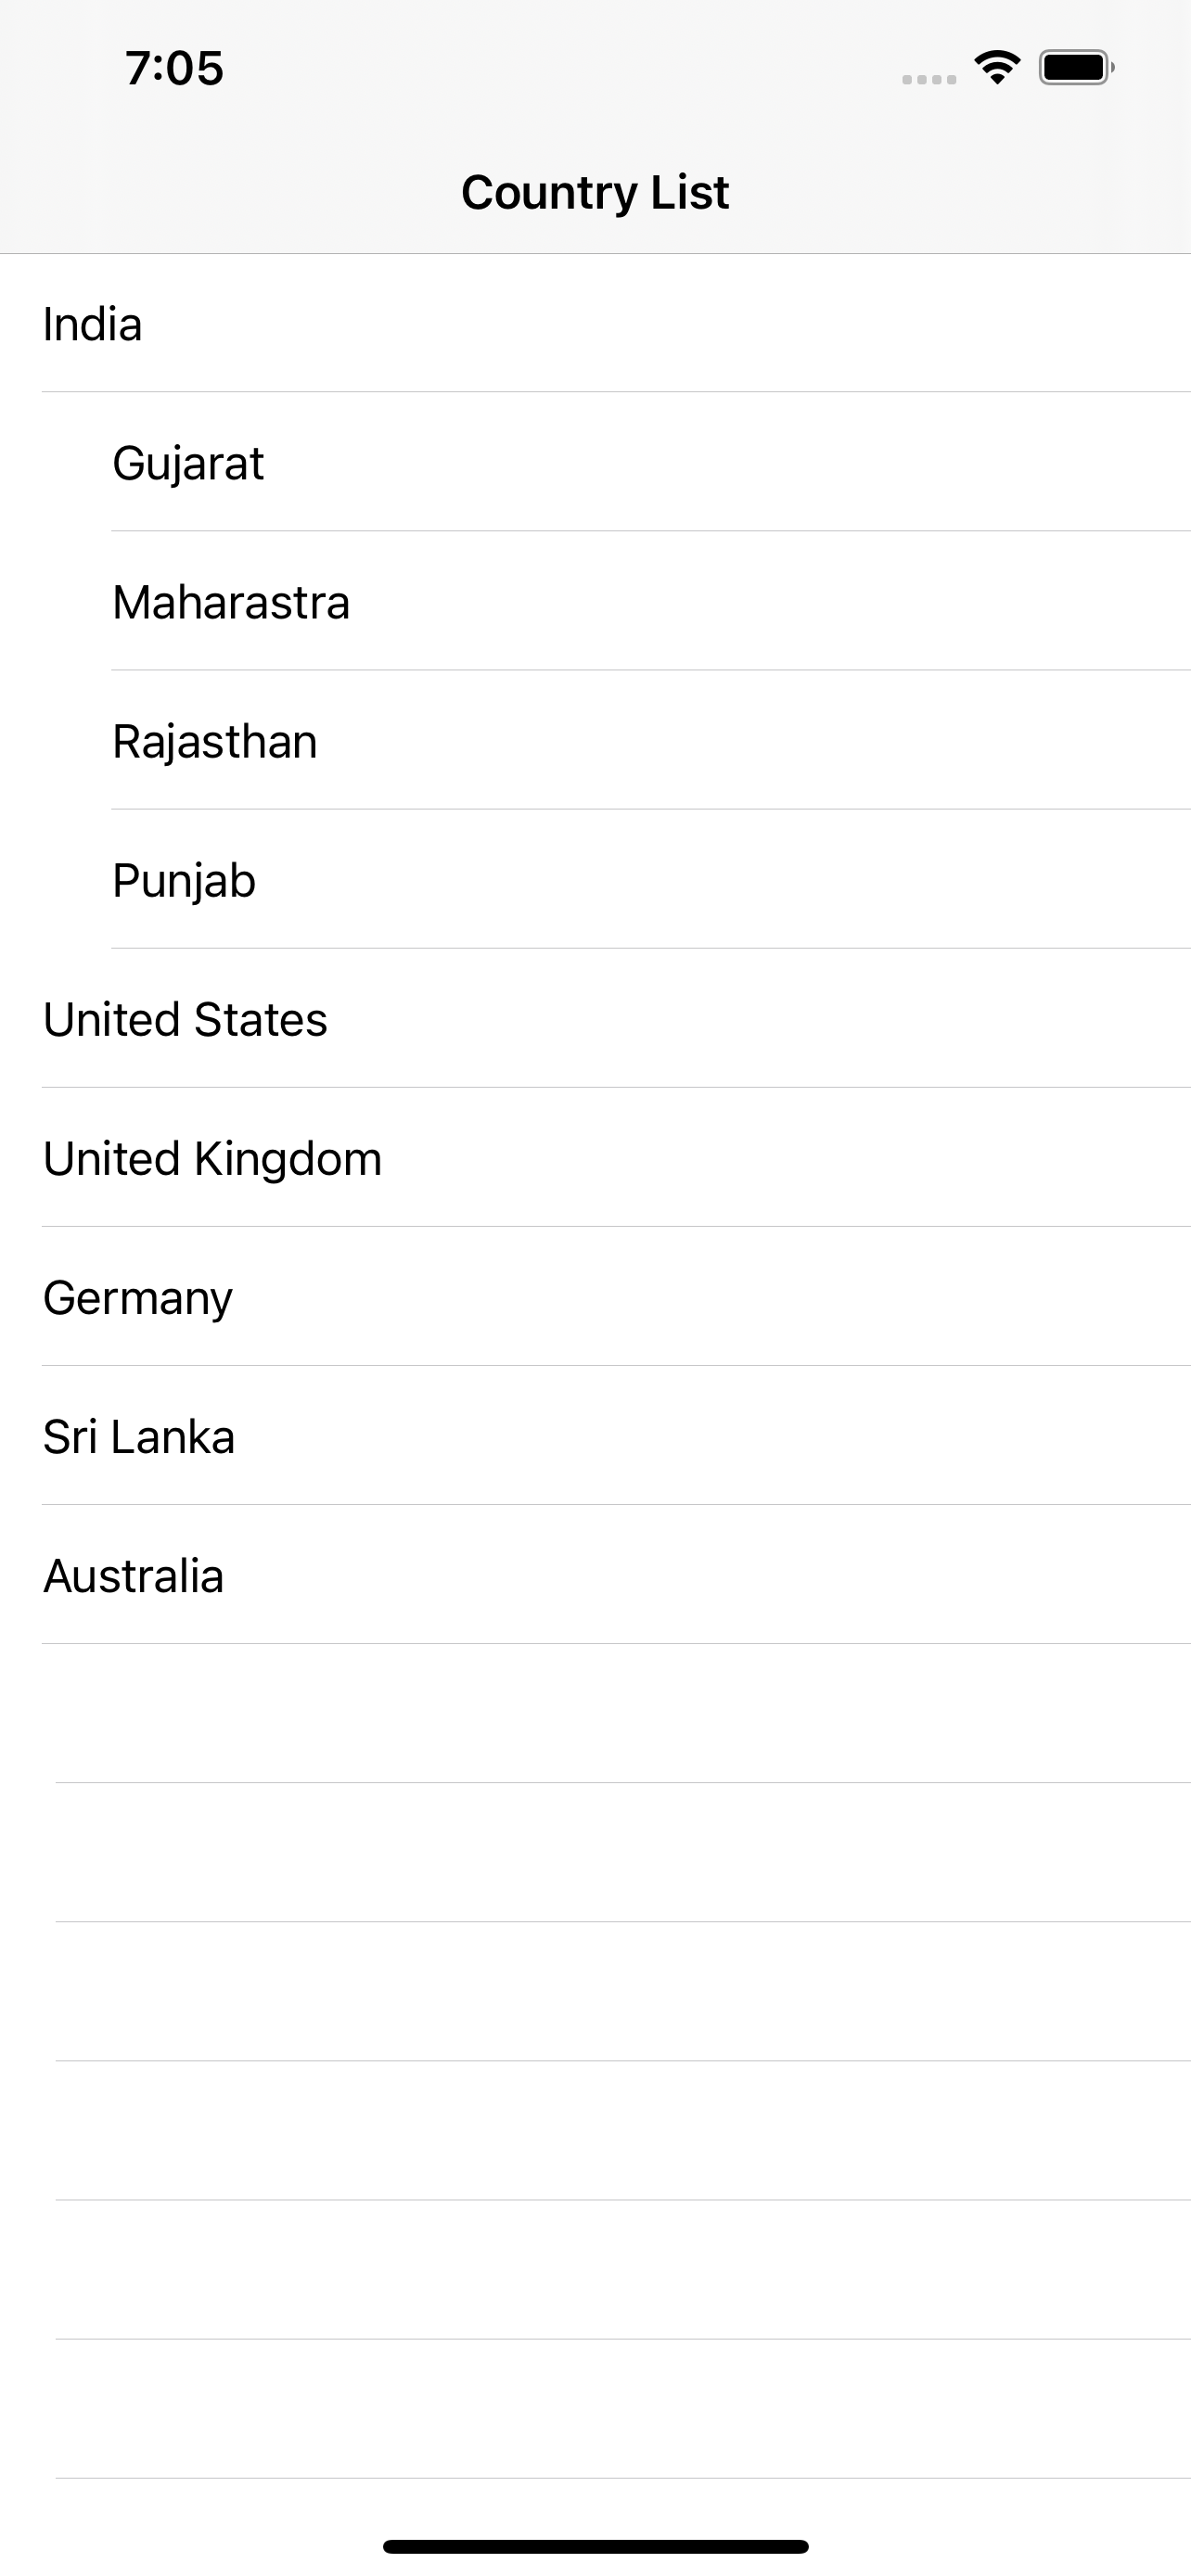 7:05
Country List
India
Gujarat
Maharastra
Rajasthan
Punjab
United States
United Kingdom
Germany
Sri Lanka
Australia